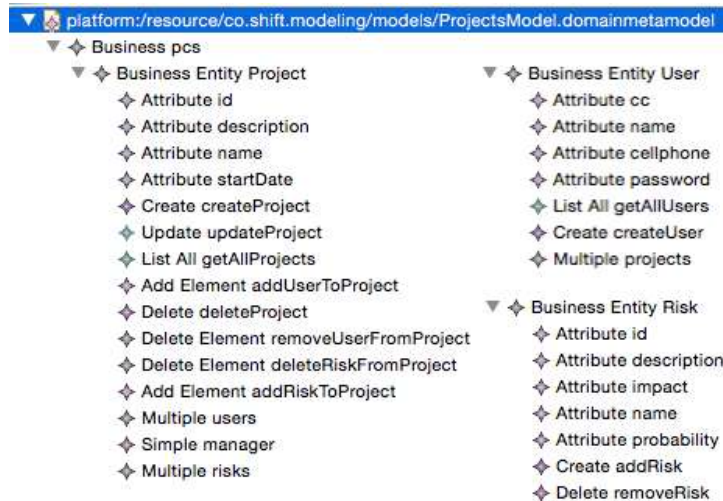 platform:/resource/co.shift.modeling/models/ProjectsModel.domainmetamodel
Business pcs
Business Entity Project
Attribute id
Attribute description
Attribute name
Attribute startDate
Create createProject
Update updateProject
List All getAllProjects
Add Element addUserToProject
Delete deleteProject
Delete Element removeUserFromProject
Delete Element deleteRiskFromProject
Add Element addRiskToProject
Multiple users
Simple manager
Multiple risks
Business Entity User
Attribute cc
Attribute name
Attribute cellphone
Attribute password
List All getAllUsers
Create createUser
Multiple projects
Business Entity Risk
Attribute id
Attribute description
Attribute impact
Attribute name
Attribute probability
Create addRisk
Delete removeRisk